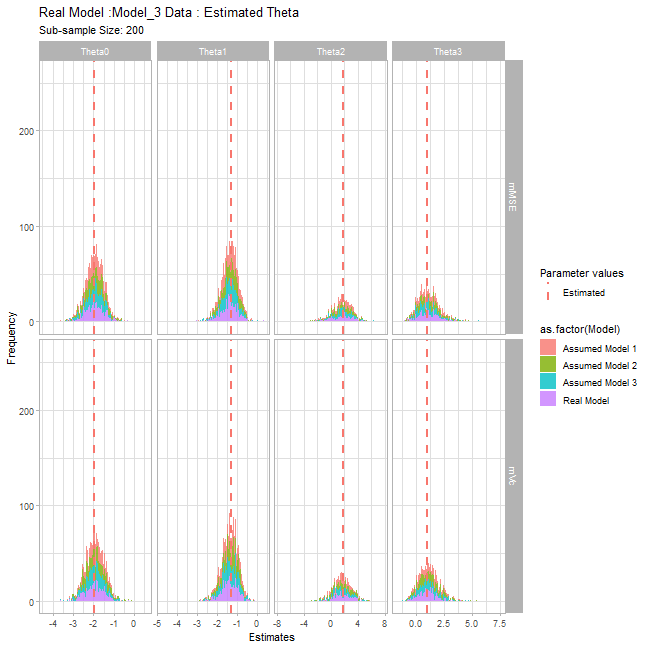 Real Model :Model_3 Data : Estimated Theta
Sub-sample Size: 200
Theta0 Theta1 Theta2 Theta3
200
100
0
mMSE
200
100
0
mVc
Frequency
-4 -3 -2 -1 0 -5 -4 -3 -2 -1 0 -8 -4 0 4 8 0.0 2.5 5.0 7.5
Estimates
Parameter values
Estimated
as.factor(Model)
Assumed Model 1
Assumed Model 2
Assumed Model 3
Real Model